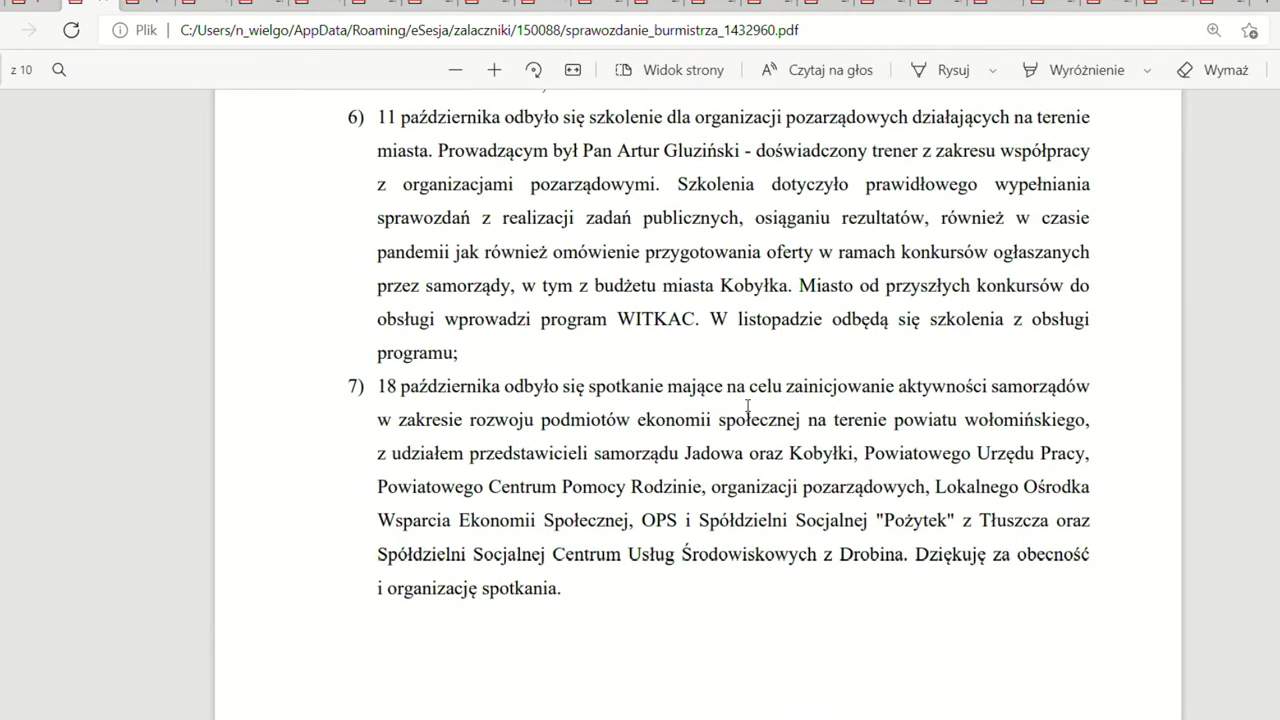 Plik
C:/Users/n_wielgo/AppData/Roaming/eSesja/zalaczniki/150088/sprawozdanie_burmistrza_1432960.pdf
z 10
Widok strony
Czytaj na głos
Rysuj
Wyróżnienie
Wymaż
6) 11 października odbyło się szkolenie dla organizacji pozarządowych działających na terenie
miasta. Prowadzącym był Pan Artur Gluziński - doświadczony trener z zakresu współpracy
z organizacjami pozarządowymi. Szkolenia dotyczyło prawidłowego wypełniania
sprawozdań z realizacji zadań publicznych, osiąganiu rezultatów, również w czasie
pandemii jak również omówienie przygotowania oferty w ramach konkursów ogłaszanych
przez samorządy, w tym z budżetu miasta Kobyłka. Miasto od przyszłych konkursów do
obsługi wprowadzi program WITKAC. W listopadzie odbędą się szkolenia z obsługi
programu;
7) 18 października odbyło się spotkanie mające na celu zainicjowanie aktywności samorządów
w zakresie rozwoju podmiotów ekonomii społecznej na terenie powiatu wołomińskiego,
z udziałem przedstawicieli samorządu Jadowa oraz Kobyłki, Powiatowego Urzędu Pracy,
Powiatowego Centrum Pomocy Rodzinie, organizacji pozarządowych, Lokalnego Ośrodka
Wsparcia Ekonomii Społecznej, OPS i Spółdzielni Socjalnej "Pożytek" z Tłuszcza oraz
Spółdzielni Socjalnej Centrum Usług Środowiskowych z Drobina. Dziękuję za obecność
i organizację spotkania.